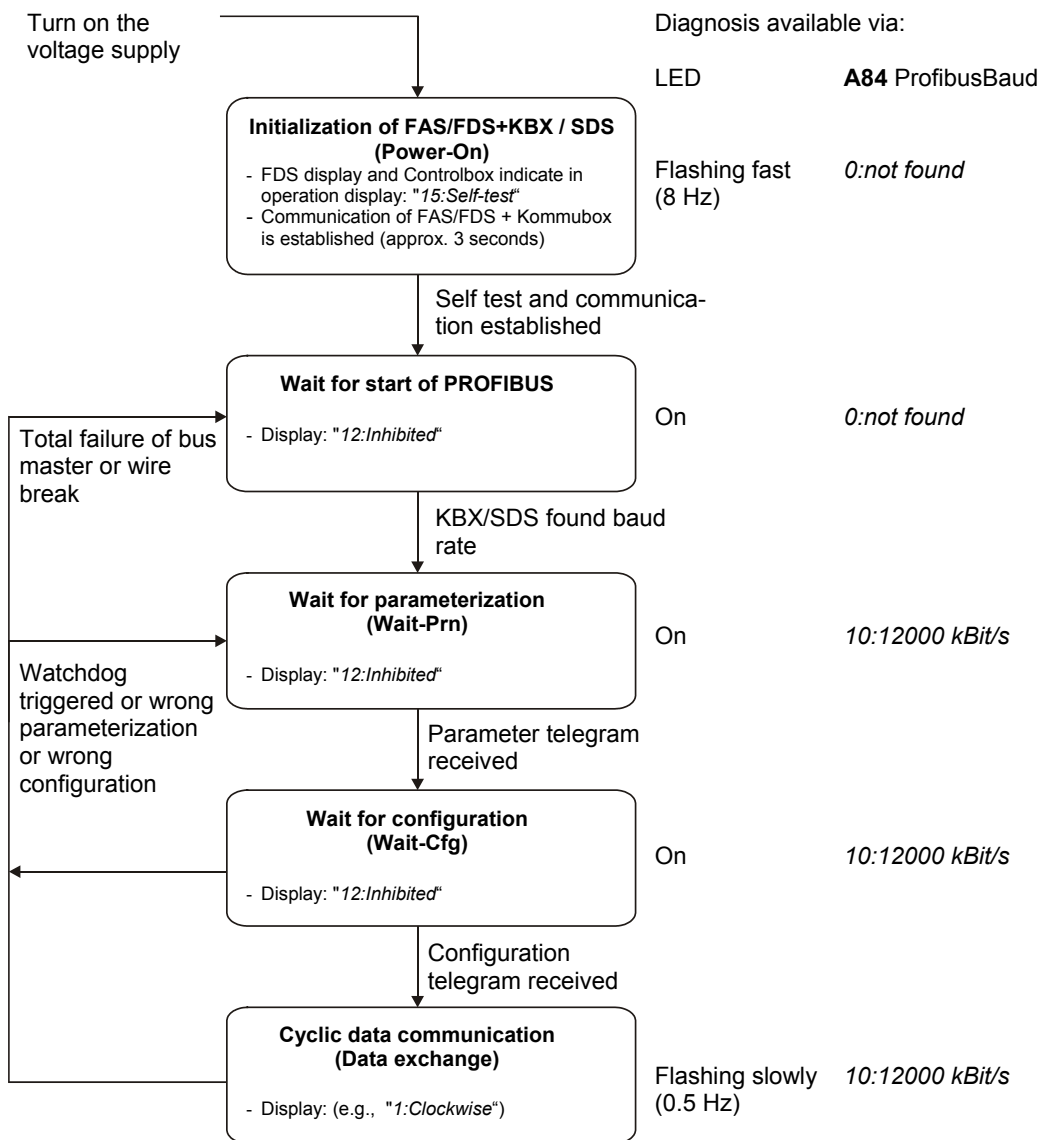 Turn on the
voltage supply
Diagnosis available via:
LED
A84 ProfibusBaud
Initialization of FAS/FDS+KBX / SDS
(Power-On)
- FDS display and Controlbox indicate in
operation display: "15:Self-test“
- Communication of FAS/FDS + Kommubox
is established (approx. 3 seconds)
Flashing fast
(8 Hz)
0:not found
Self test and communica-
tion established
Wait for start of PROFIBUS
- Display: "12:Inhibited“
On
0:not found
Total failure of bus
master or wire
break
KBX/SDS found baud
rate
Wait for parameterization
(Wait-Prn)
- Display: "12:Inhibited“
On
10:12000 kBit/s
Watchdog
triggered or wrong
parameterization
or wrong
configuration
Parameter telegram
received
Wait for configuration
(Wait-Cfg)
- Display: "12:Inhibited“
On
10:12000 kBit/s
Configuration
telegram received
Cyclic data communication
(Data exchange)
- Display: (e.g., "1:Clockwise“)
Flashing slowly
(0.5 Hz)
10:12000 kBit/s